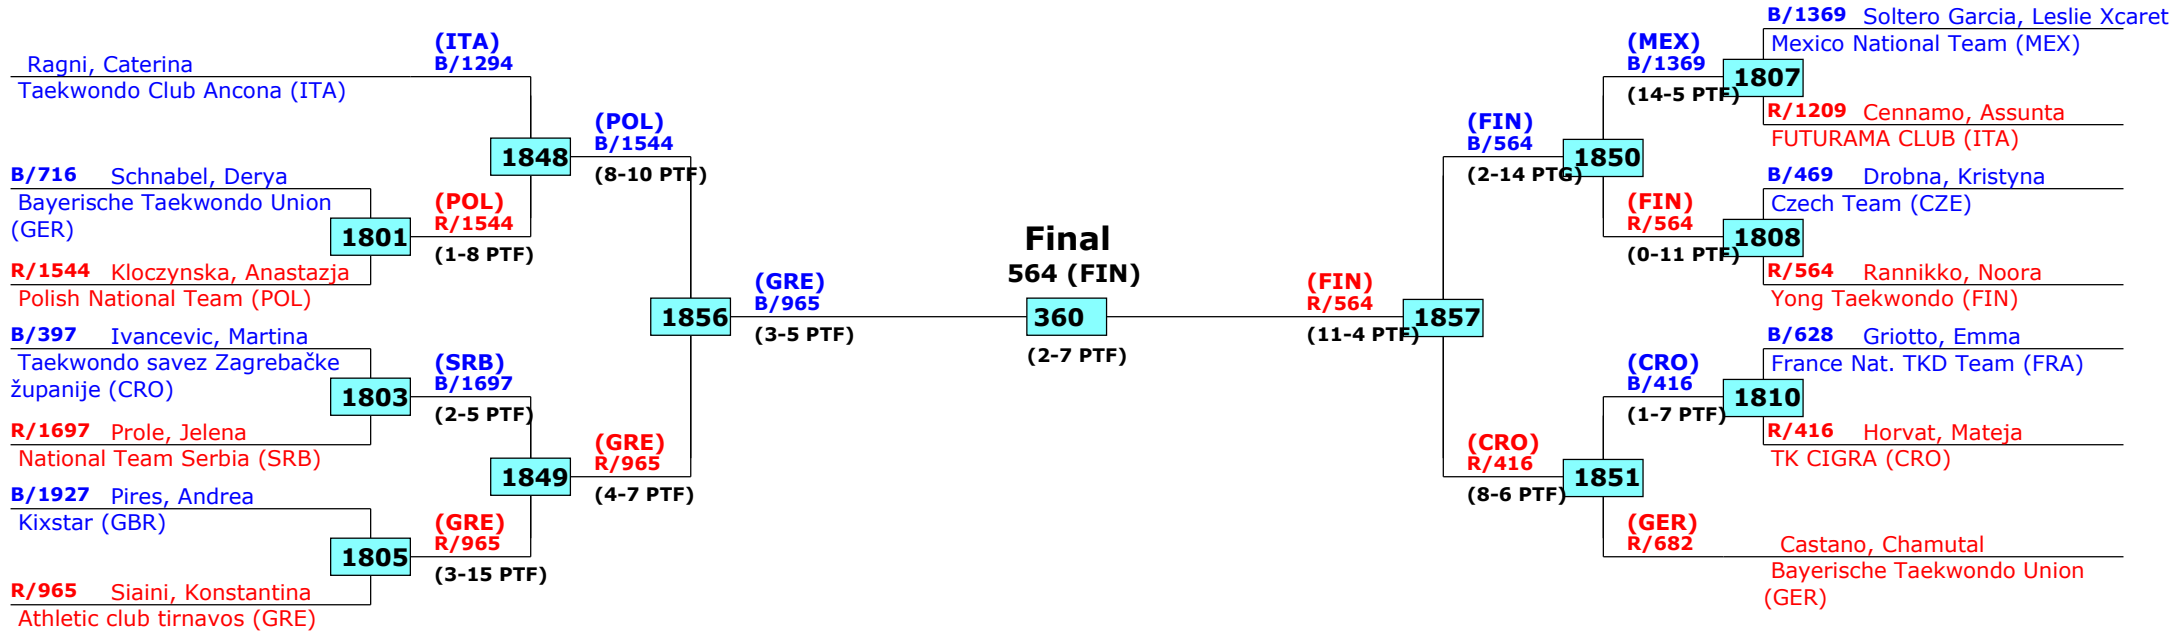 Ragni, Caterina
Taekwondo Club Ancona (ITA)
(ITA)
B/1294
B/716 Schnabel, Derya
Bayerische Taekwondo Union
(GER)
1801
R/1544 Kloczynska, Anastazja
Polish National Team (POL)
(POL)
R/1544
(1-8 PTF)
1848
(POL)
B/1544
(8-10 PTF)
B/397 Ivancevic, Martina
Taekwondo savez Zagrebačke
županije (CRO)
1803
R/1697 Prole, Jelena
National Team Serbia (SRB)
(SRB)
B/1697
(2-5 PTF)
B/1927 Pires, Andrea
Kixstar (GBR)
1805
R/965 Siaini, Konstantina
Athletic club tirnavos (GRE)
(GRE)
R/965
(3-15 PTF)
1849
(GRE)
R/965
(4-7 PTF)
1856
(GRE)
B/965
(3-5 PTF)
Final
564 (FIN)
360
(2-7 PTF)
(FIN)
R/564
(11-4 PTF)
1857
(FIN)
B/564
(2-14 PTG)
1850
(MEX)
B/1369
(14-5 PTF)
1807
B/1369 Soltero Garcia, Leslie Xcaret
Mexico National Team (MEX)
R/1209 Cennamo, Assunta
FUTURAMA CLUB (ITA)
(FIN)
R/564
(0-11 PTF)
1808
B/469 Drobna, Kristyna
Czech Team (CZE)
R/564 Rannikko, Noora
Yong Taekwondo (FIN)
(CRO)
R/416
(8-6 PTF)
1851
(CRO)
B/416
(1-7 PTF)
1810
B/628 Griotto, Emma
France Nat. TKD Team (FRA)
R/416 Horvat, Mateja
TK CIGRA (CRO)
(GER)
R/682
Castano, Chamutal
Bayerische Taekwondo Union
(GER)